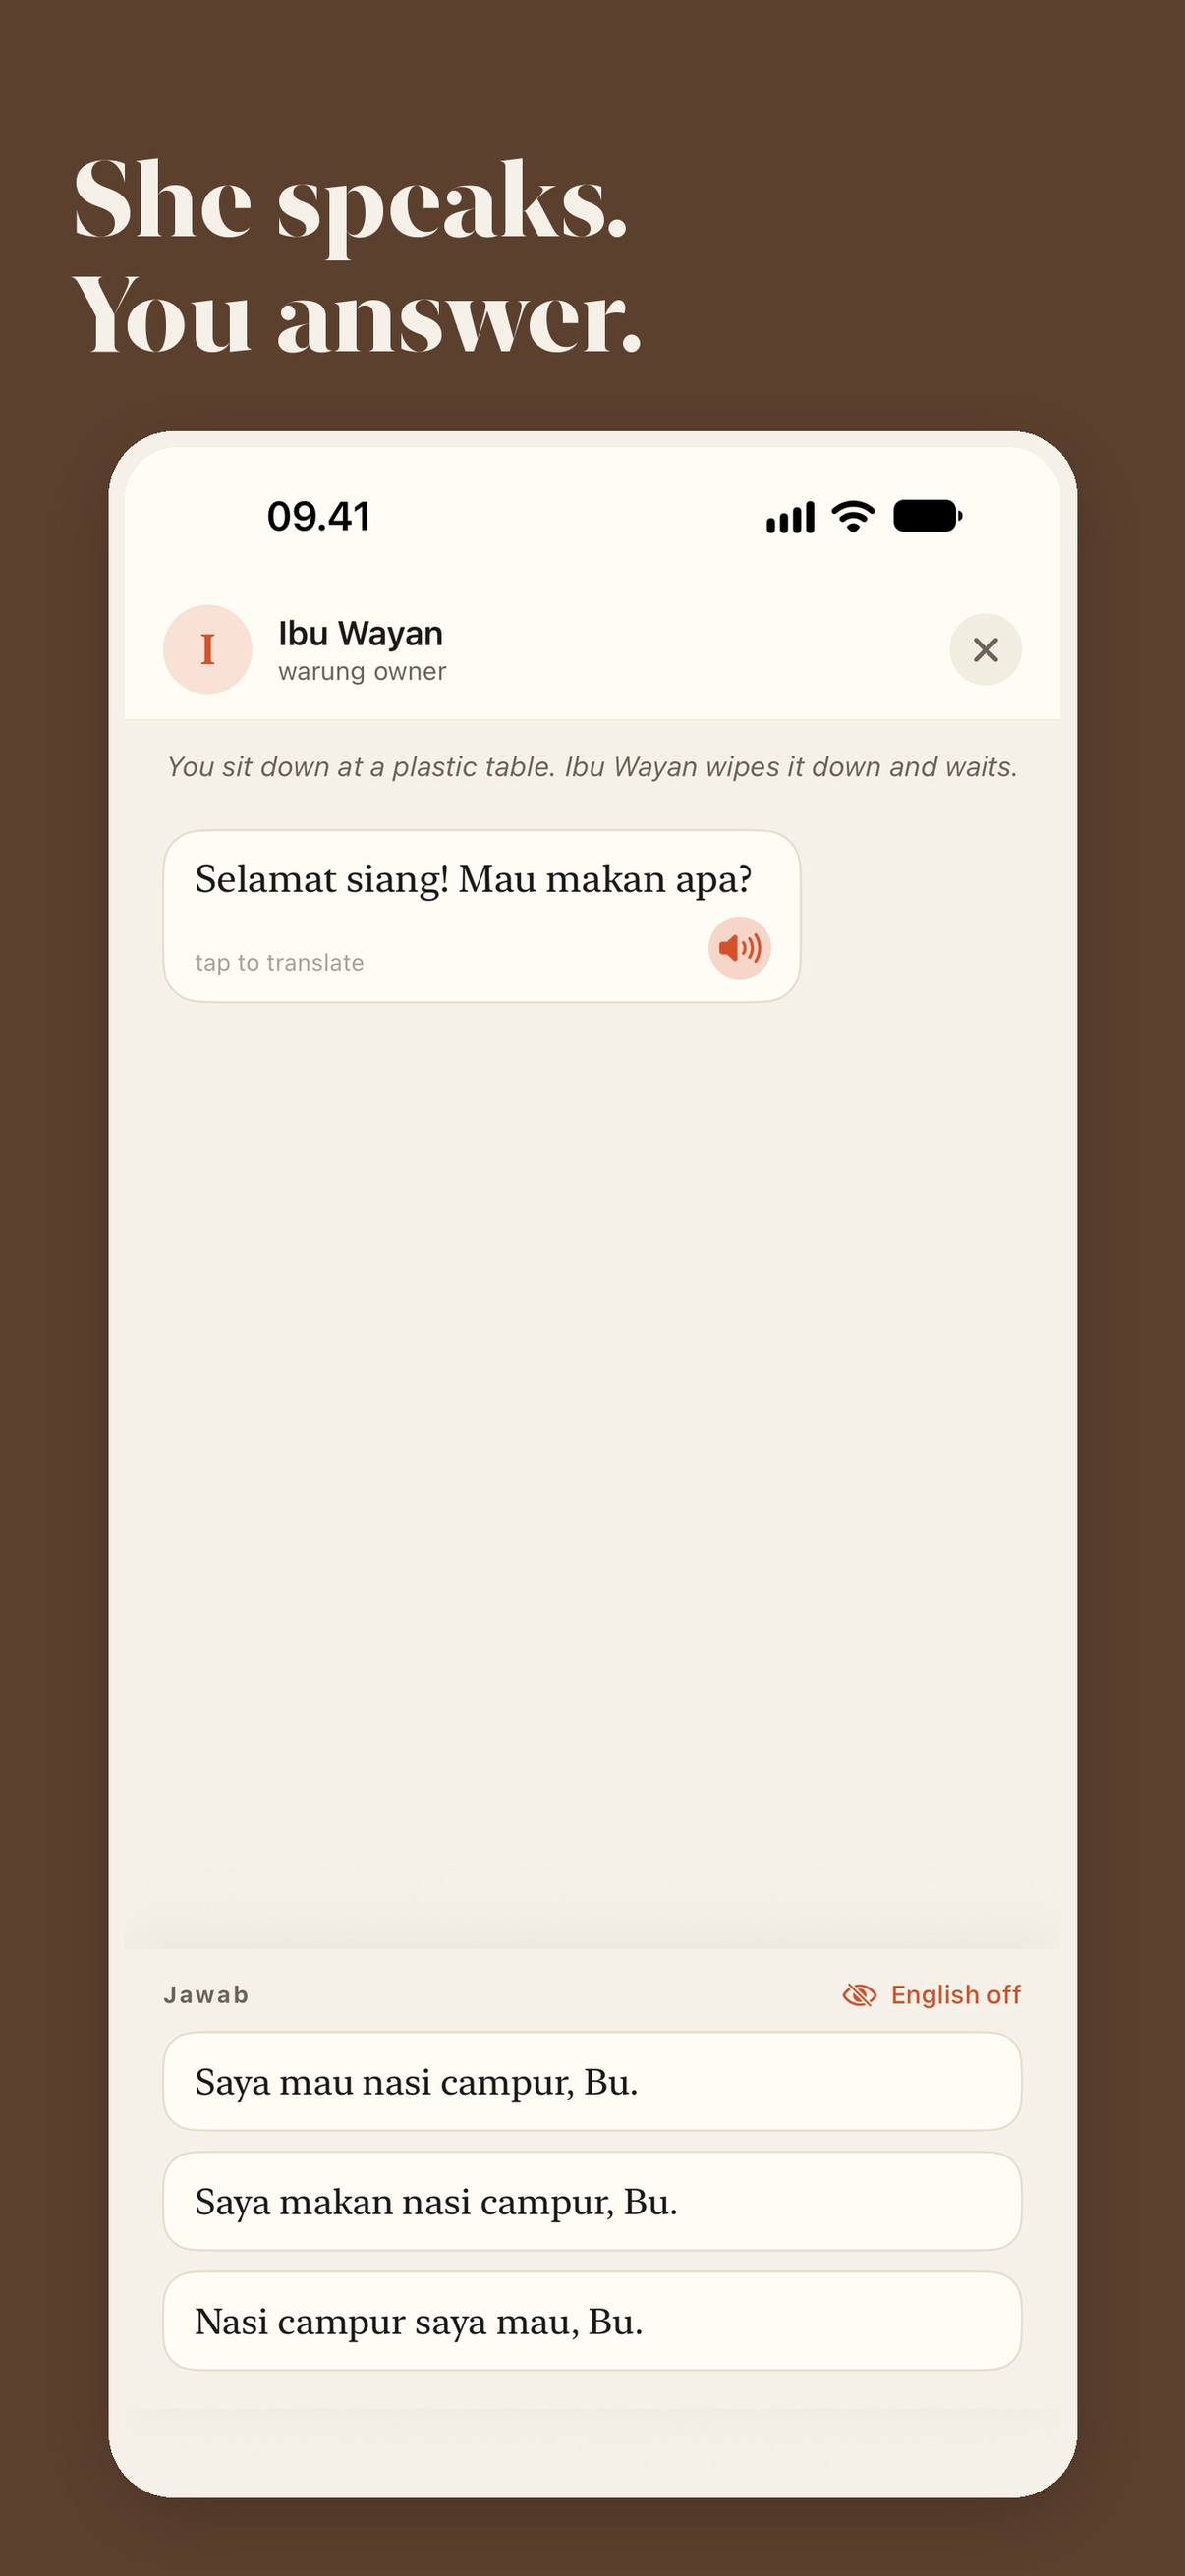 She speaks.
You answer.
09.41
I
Ibu Wayan
warung owner
You sit down at a plastic table. Ibu Wayan wipes it down and waits.
Selamat siang! Mau makan apa?
tap to translate
Jawab
English off
Saya mau nasi campur, Bu.
Saya makan nasi campur, Bu.
Nasi campur saya mau, Bu.